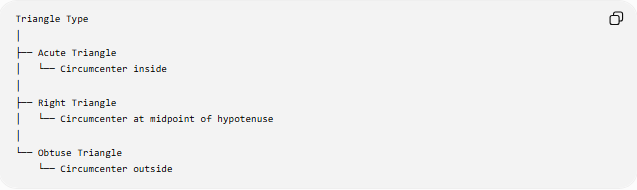 Triangle Type
│
├── Acute Triangle
│   └── Circumcenter inside
│
├── Right Triangle
│   └── Circumcenter at midpoint of hypotenuse
│
└── Obtuse Triangle
    └── Circumcenter outside